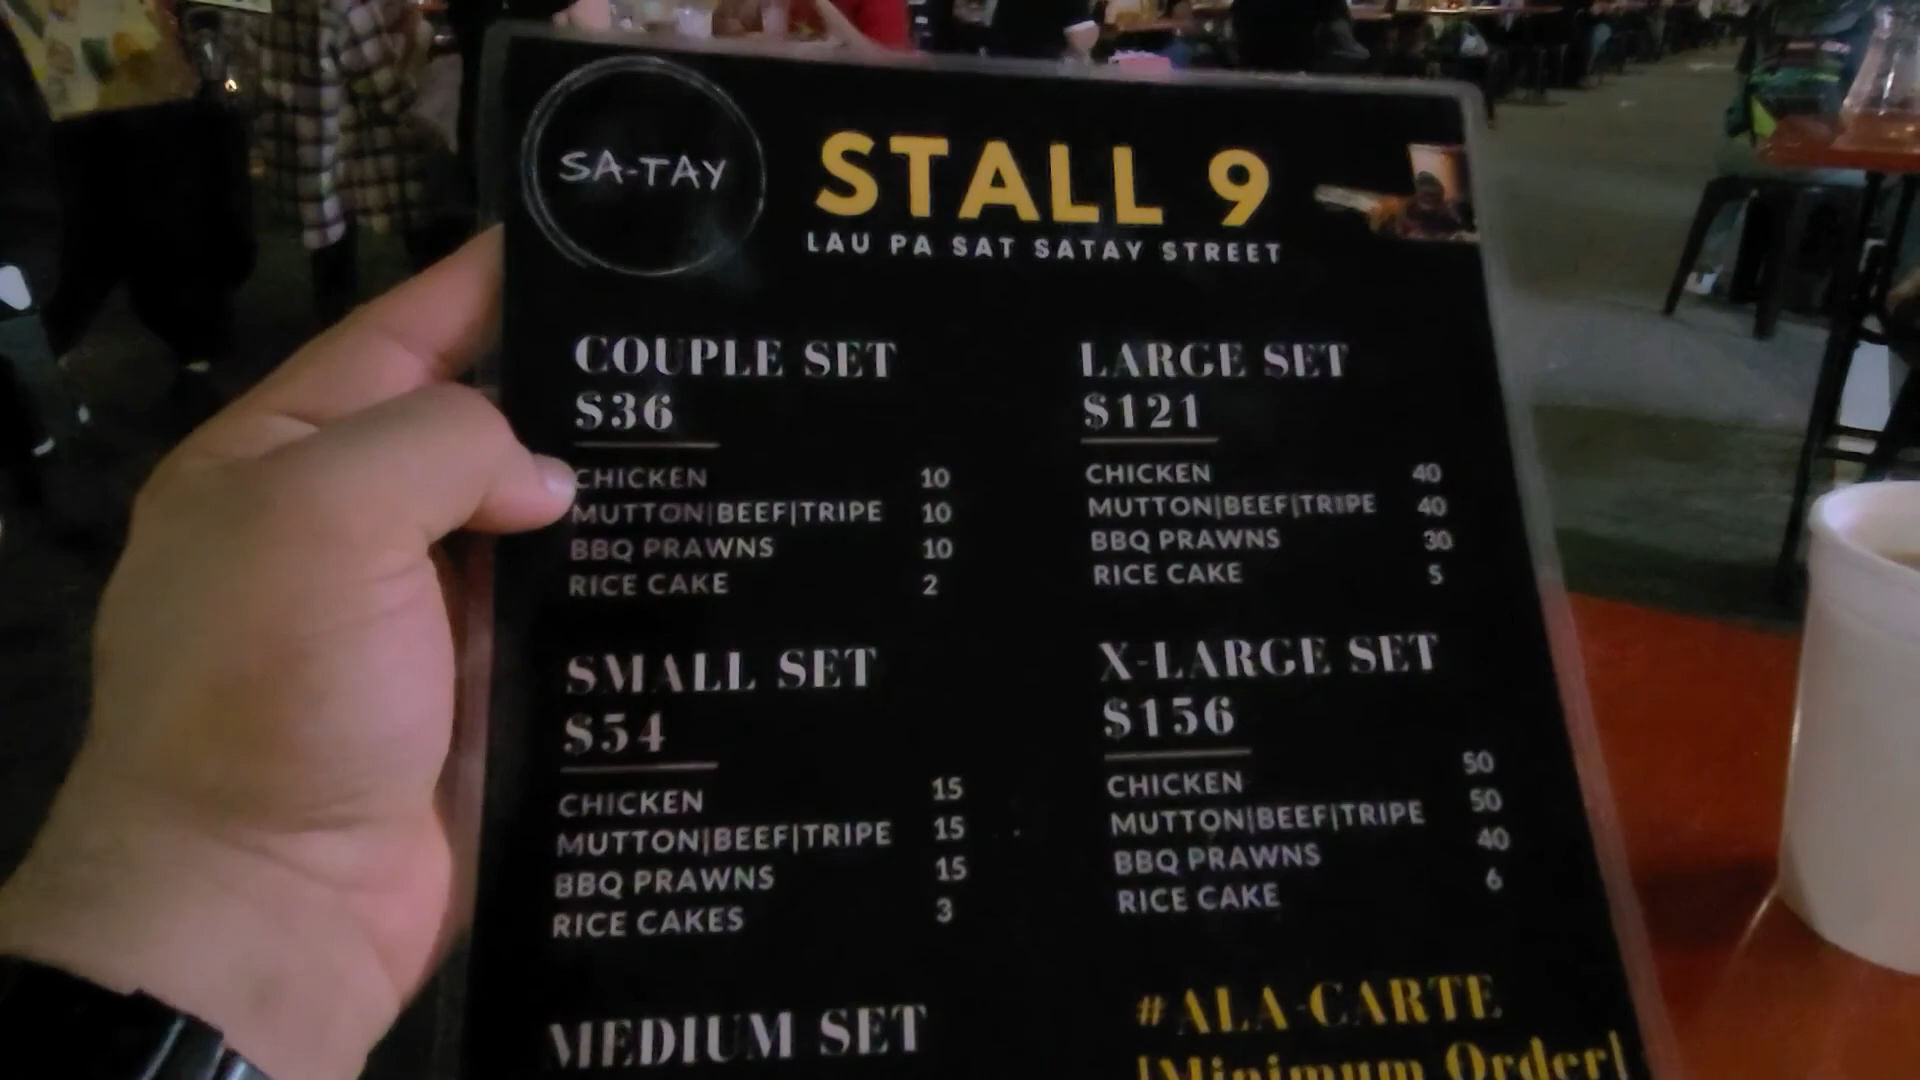 SA-TAY
STALL 9
LAU PA SAT SATAY STREET
COUPLE SET
$36
CHICKEN 10
MUTTON|BEEF|TRIPE 10
BBQ PRAWNS 10
RICE CAKE 2
SMALL SET
$54
CHICKEN 15
MUTTON|BEEF|TRIPE 15
BBQ PRAWNS 15
RICE CAKES 3
MEDIUM SET
LARGE SET
$121
CHICKEN 40
MUTTON|BEEF|TRIPE 40
BBQ PRAWNS 30
RICE CAKE 5
X-LARGE SET
$156
CHICKEN 50
MUTTON|BEEF|TRIPE 50
BBQ PRAWNS 40
RICE CAKE 6
#ALA-CARTE
[Minimum Order]